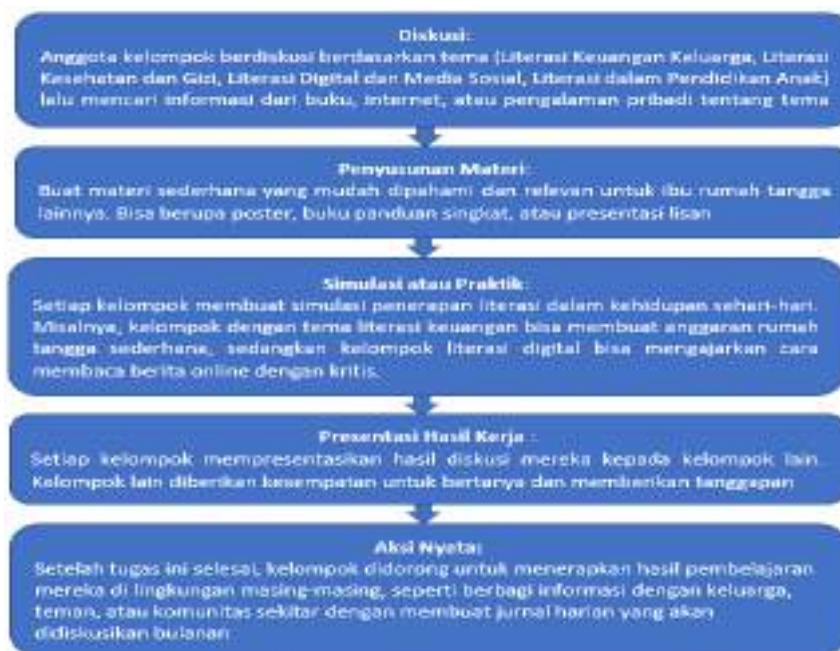 Diskusi:
Anggota kelompok berdiskusi berdasarkan tema (Literasi Keuangan Keluarga, Literasi
Kesehatan dan Gizi, Literasi Digital dan Media Sosial, Literasi dalam Pendidikan Anak)
lalu mencari informasi dari buku, internet, atau pengalaman pribadi tentang tema
Penyusunan Materi:
Buat materi sederhana yang mudah dipahami dan relevan untuk ibu rumah tangga
lainnya. Bisa berupa poster, buku panduan singkat, atau presentasi lisan
Simulasi atau Praktik:
Setiap kelompok membuat simulasi penerapan literasi dalam kehidupan sehari-hari.
Misalnya, kelompok dengan tema literasi keuangan bisa membuat anggaran rumah
tangga sederhana, sedangkan kelompok literasi digital bisa mengajarkan cara
membaca berita online dengan kritis.
Presentasi Hasil Kerja :
Setiap kelompok mempresentasikan hasil diskusi mereka kepada kelompok lain.
Kelompok lain diberikan kesempatan untuk bertanya dan memberikan tanggapan
Aksi Nyata:
Setelah tugas ini selesai, kelompok didorong untuk menerapkan hasil pembelajaran
mereka di lingkungan masing-masing, seperti berbagi informasi dengan keluarga,
teman, atau komunitas sekitar dengan membuat jurnal harian yang akan
didiskusikan bulanan